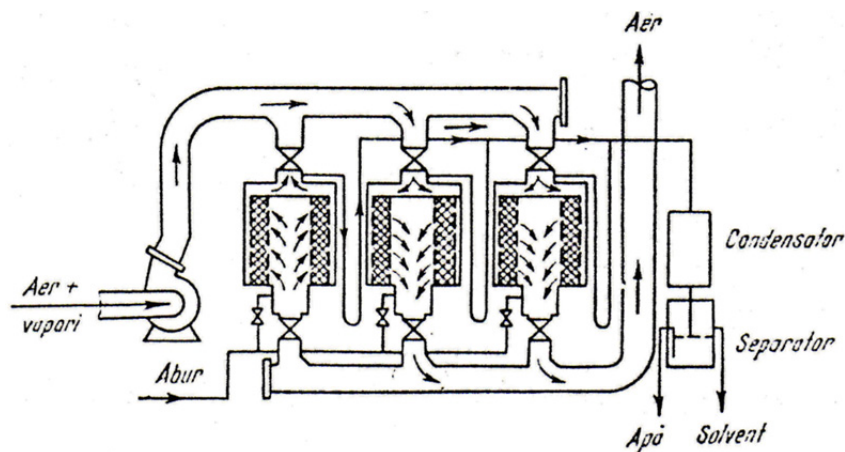 Aer
Aer +
vapori
Abur
Condensator
Separator
Apă
Solvent